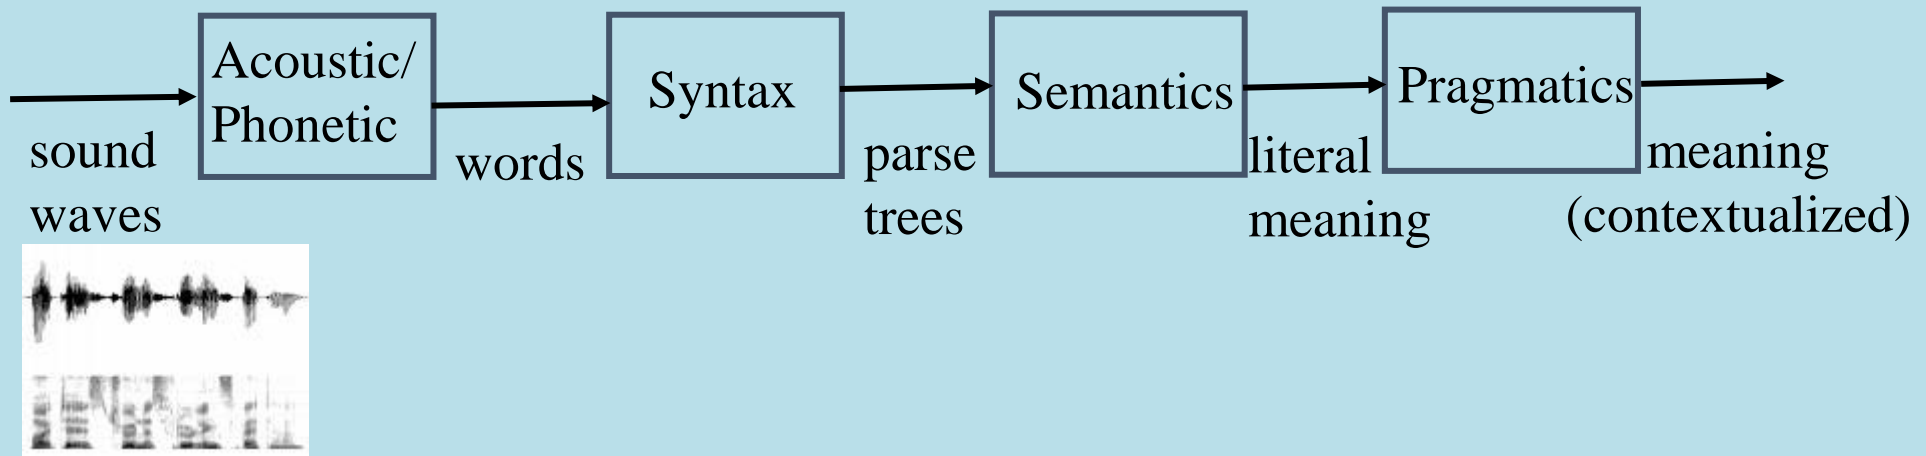 Acoustic/
Phonetic
Syntax
Semantics
Pragmatics
sound
waves
words
parse
trees
literal
meaning
meaning
(contextualized)